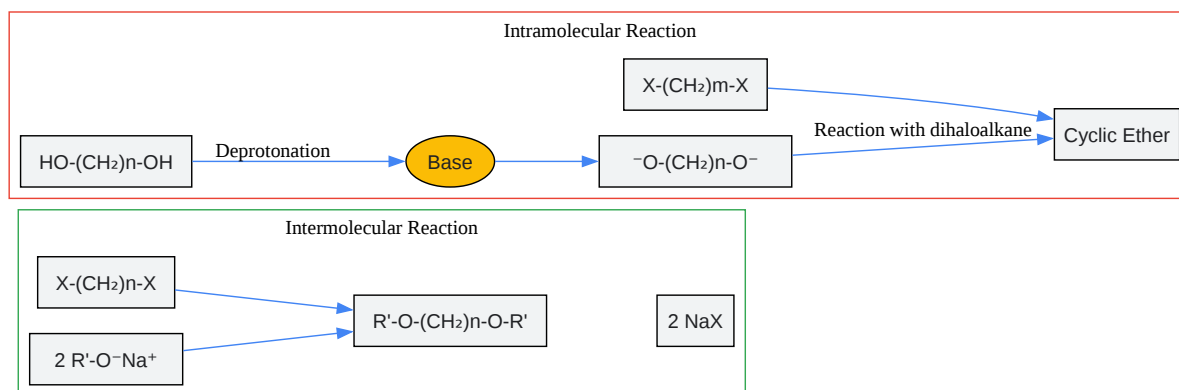 Intramolecular Reaction
X-(CH₂)m-X
HO-(CH₂)n-OH
Deprotonation
Base
⁻O-(CH₂)n-O⁻
Reaction with dihaloalkane
Cyclic Ether
Intermolecular Reaction
X-(CH₂)n-X
2 R'-O⁻Na⁺
R'-O-(CH₂)n-O-R'
2 NaX